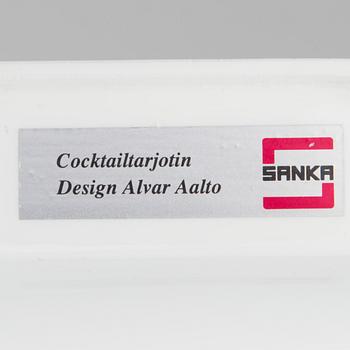 Cocktailtarjotin
Design Alvar Aalto
SANKA